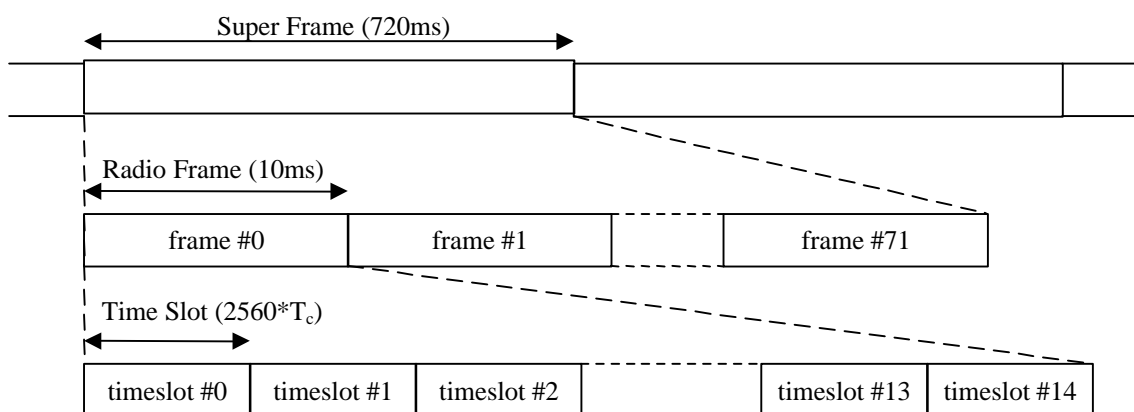 Super Frame (720ms)
Radio Frame (10ms)
frame #0 frame #1 frame #71
Time Slot (2560*Tc)
timeslot #0 timeslot #1 timeslot #2 timeslot #13 timeslot #14